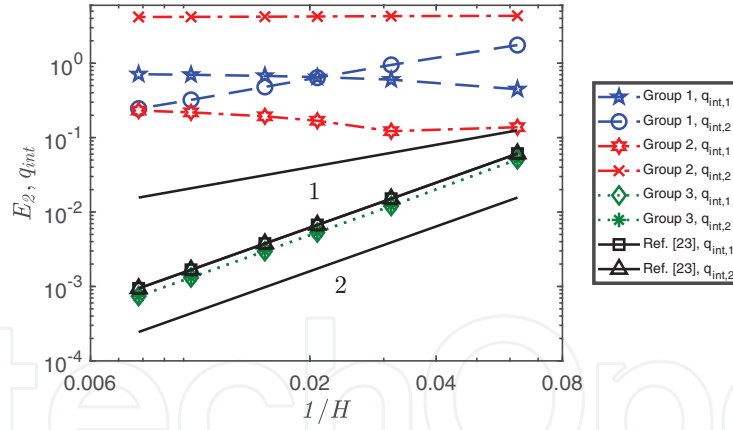 10^0
10^-1
10^-2
10^-3
10^-4
E_2, q_int
1
2
0.006
0.02
0.04
0.08
1/H
Group 1, q_int,1
Group 1, q_int,2
Group 2, q_int,1
Group 2, q_int,2
Group 3, q_int,1
Group 3, q_int,2
Ref. [23], q_int,1
Ref. [23], q_int,2